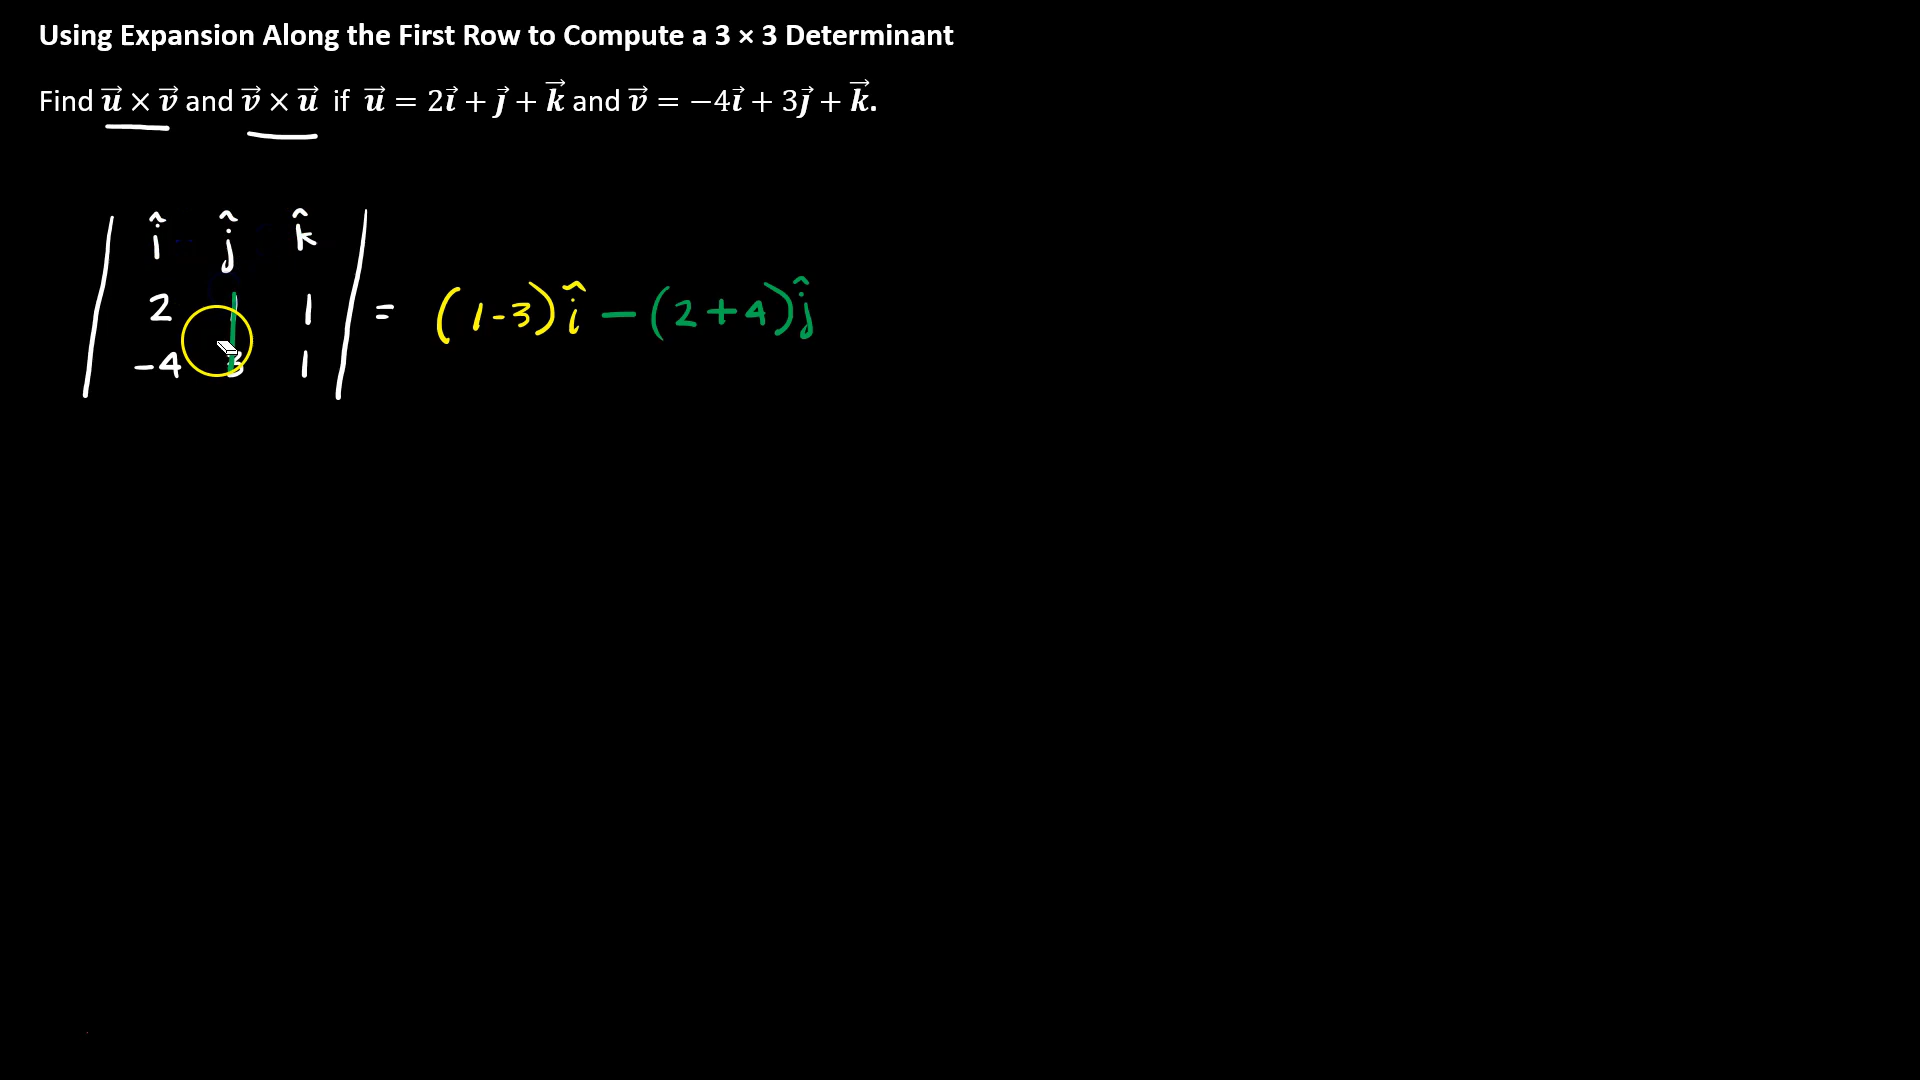 Using Expansion Along the First Row to Compute a 3 × 3 Determinant
Find u⃗ × v⃗ and v⃗ × u⃗ if u⃗ = 2i⃗ + j⃗ + k⃗ and v⃗ = −4i⃗ + 3j⃗ + k⃗.
| î ĵ k̂ |
| 2 1 1 | = (1-3)î − (2+4)ĵ
| -4 3 1 |